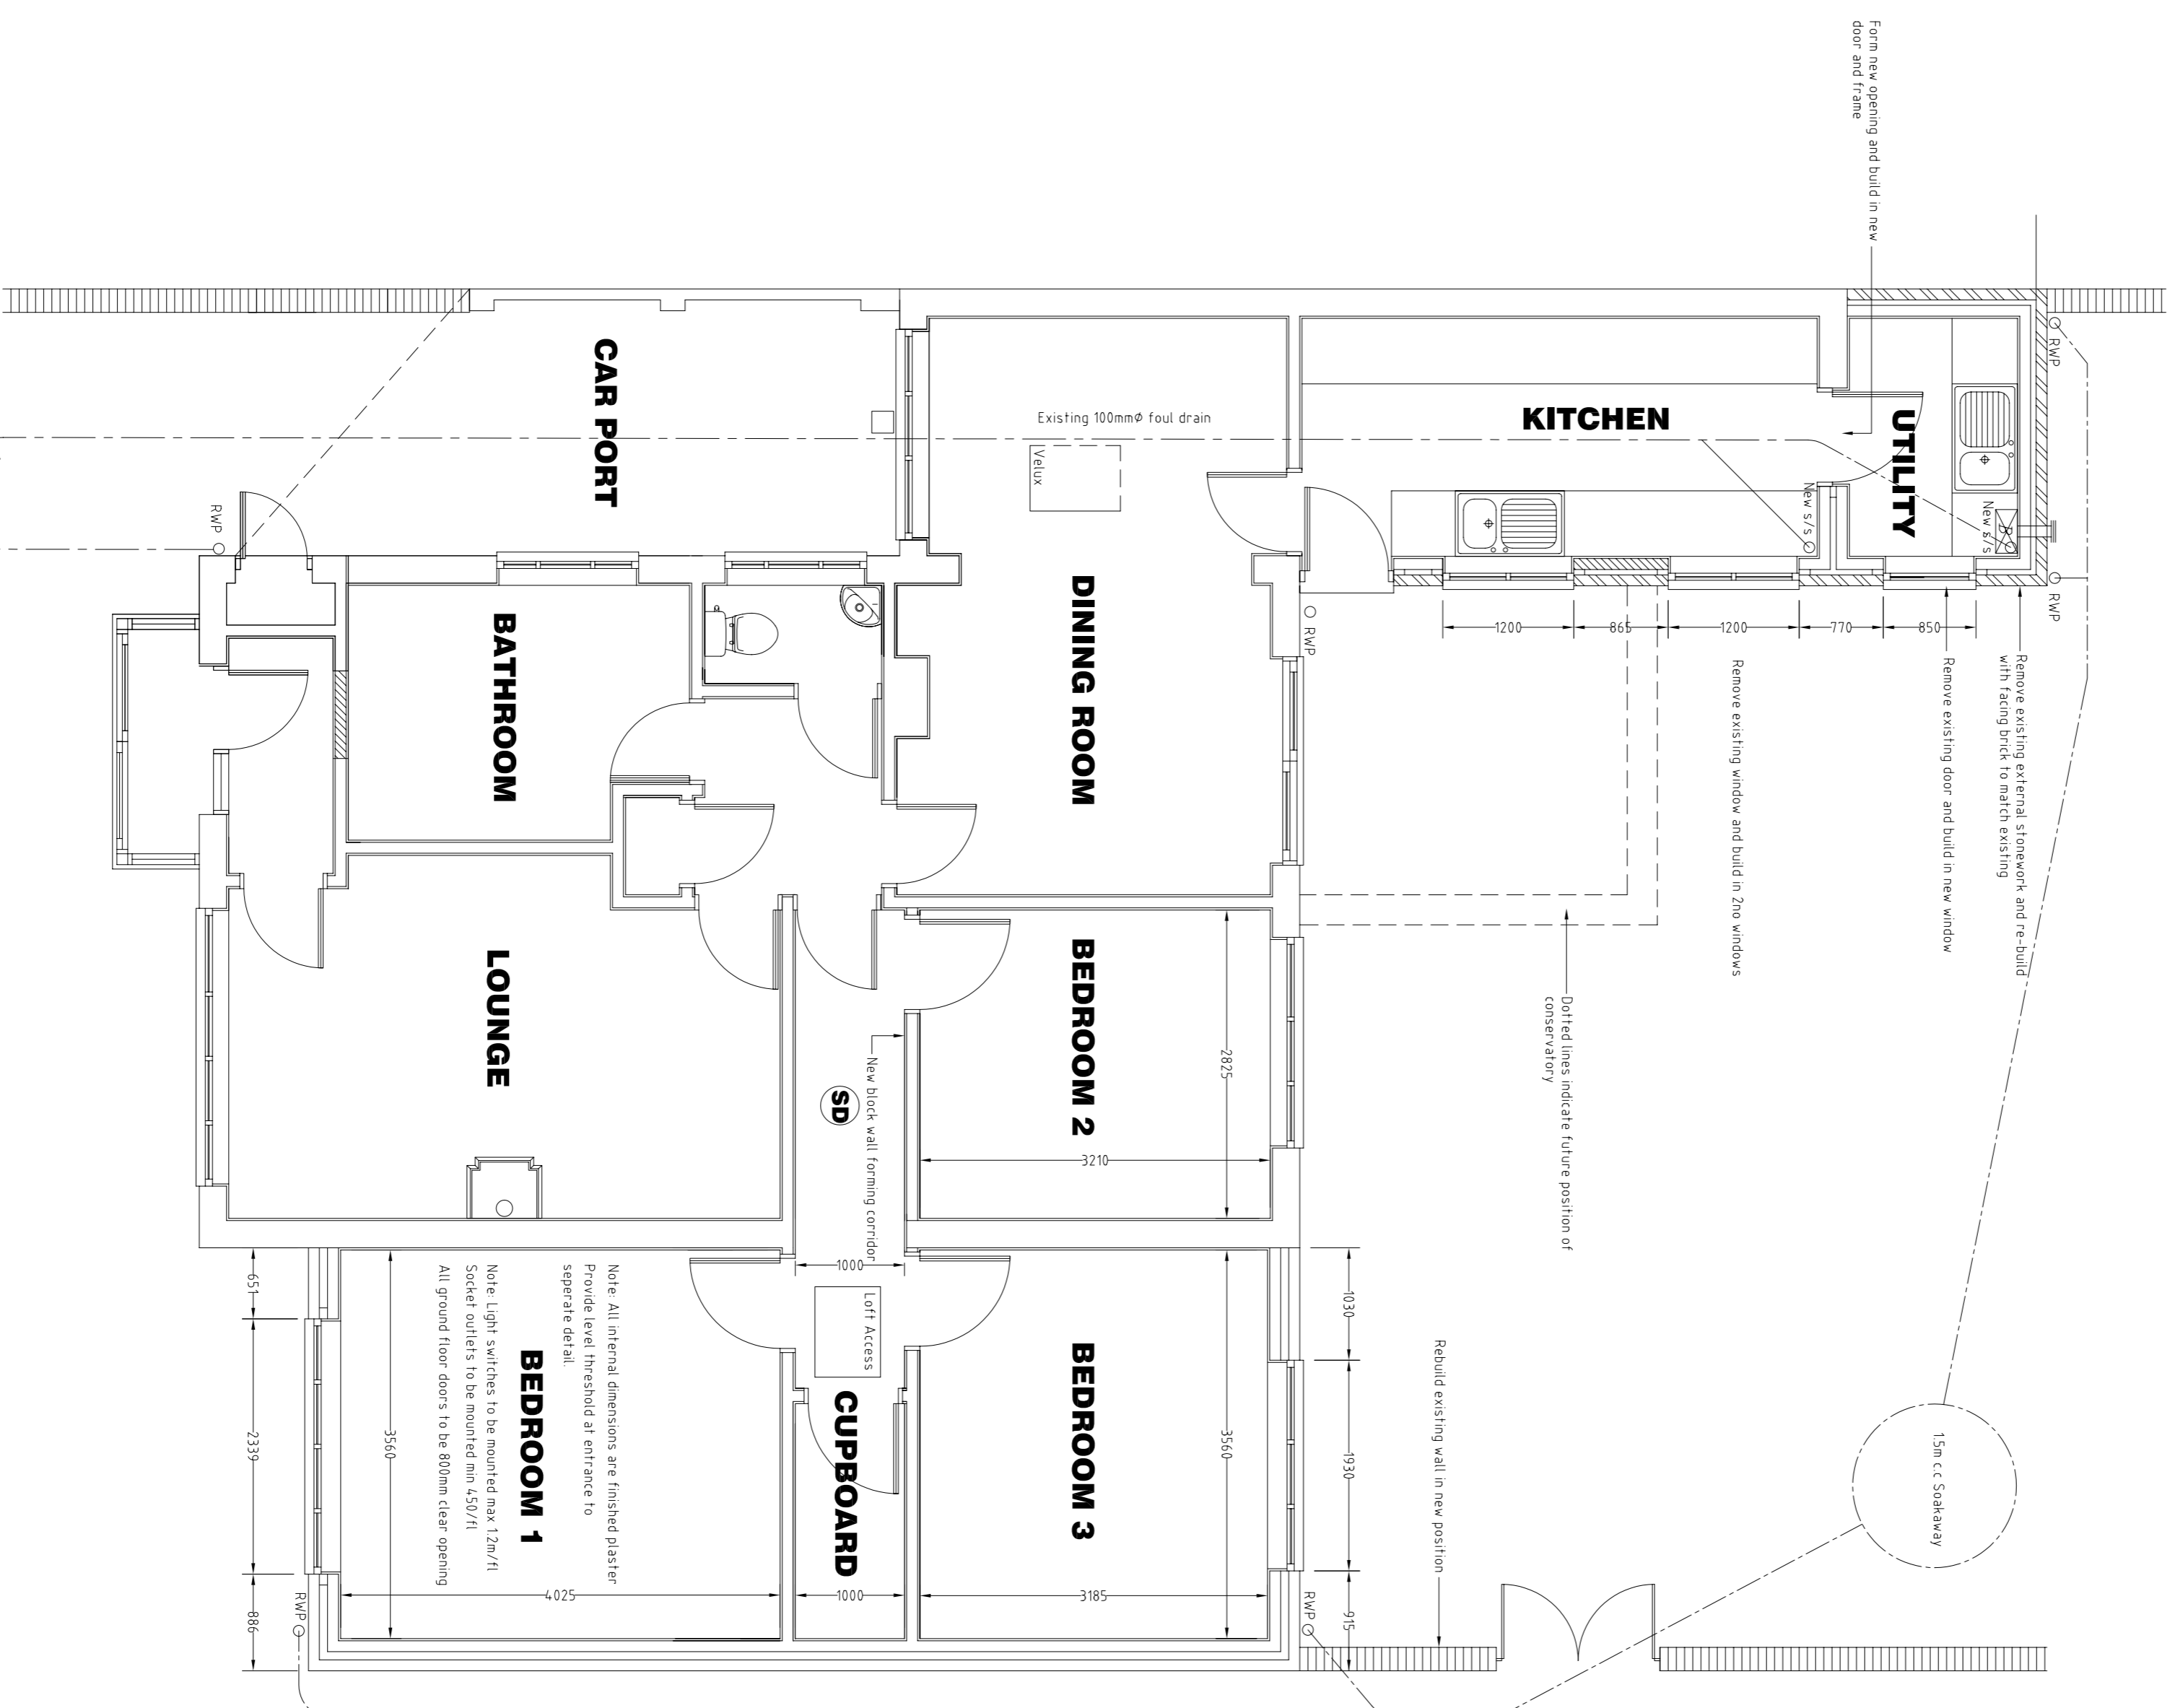 Form new opening and build in new
door and frame
RWP
UTILITY
New s/s
B
New s/s
KITCHEN
RWP
Existing 100mmØ foul drain
Velux
CAR PORT
RWP
RWP
1200
865
1200
770
850
Remove existing external stonework and re-build
with facing brick to match existing
Remove existing door and build in new window
Remove existing window and build in 2no windows
DINING ROOM
BATHROOM
Dotted lines indicate future position of
conservatory
BEDROOM 2
2825
3210
LOUNGE
New block wall forming corridor
SD
1000
Loft Access
CUPBOARD
1000
BEDROOM 3
3560
3185
1030
1930
915
RWP
Rebuild existing wall in new position
1.5m c.c Soakaway
Note: All internal dimensions are finished plaster
Provide level threshold at entrance to
seperate detail.
BEDROOM 1
Note: Light switches to be mounted max 1.2m/fl
Socket outlets to be mounted min 450/fl
All ground floor doors to be 800mm clear opening
3560
4025
651
2339
886
RWP